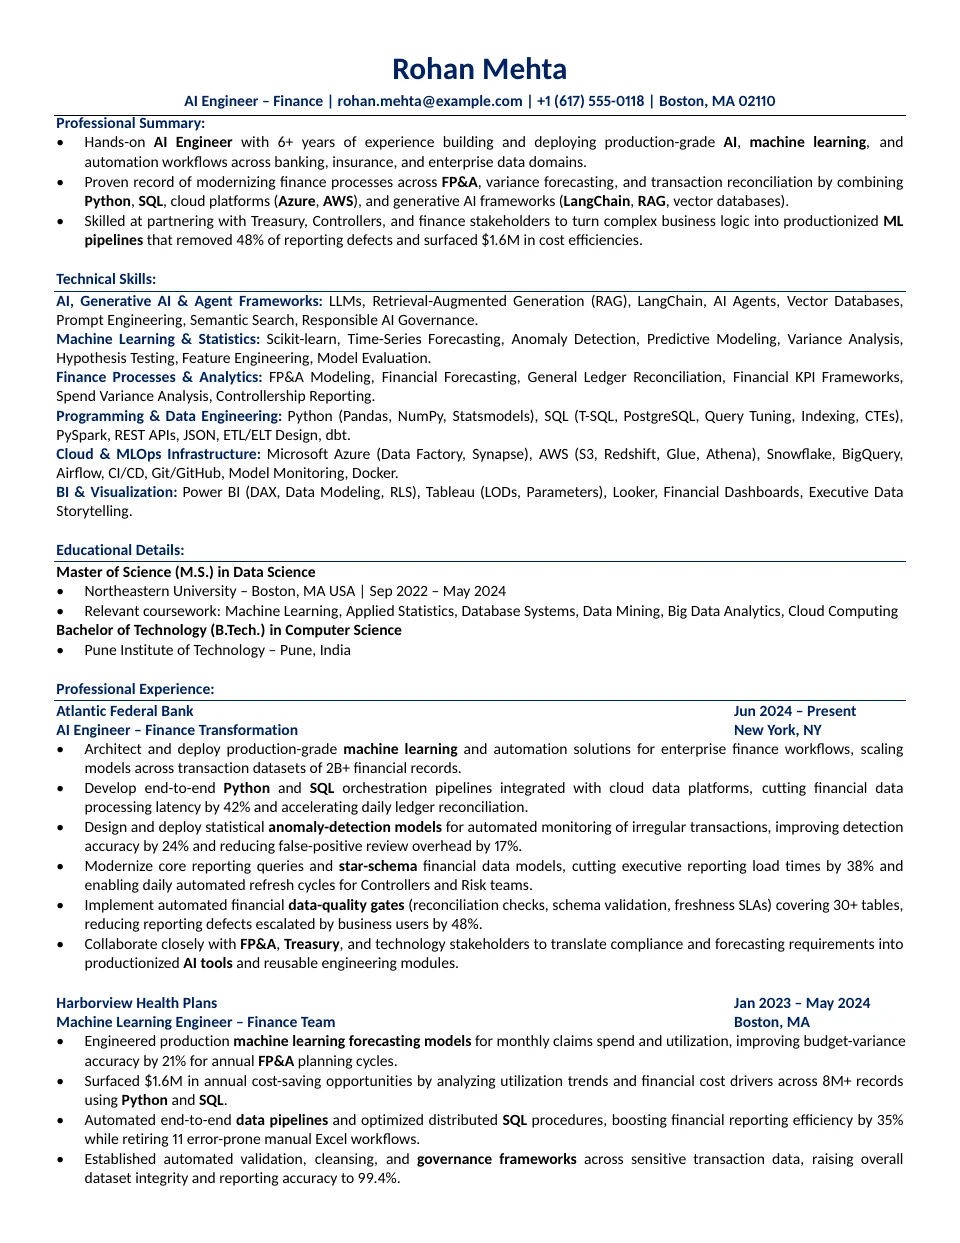 Rohan Mehta
AI Engineer – Finance | rohan.mehta@example.com | +1 (617) 555-0118 | Boston, MA 02110
Professional Summary:
• Hands-on AI Engineer with 6+ years of experience building and deploying production-grade AI, machine learning, and
automation workflows across banking, insurance, and enterprise data domains.
• Proven record of modernizing finance processes across FP&A, variance forecasting, and transaction reconciliation by combining
Python, SQL, cloud platforms (Azure, AWS), and generative AI frameworks (LangChain, RAG, vector databases).
• Skilled at partnering with Treasury, Controllers, and finance stakeholders to turn complex business logic into productionized ML
pipelines that removed 48% of reporting defects and surfaced $1.6M in cost efficiencies.
Technical Skills:
AI, Generative AI & Agent Frameworks: LLMs, Retrieval-Augmented Generation (RAG), LangChain, AI Agents, Vector Databases,
Prompt Engineering, Semantic Search, Responsible AI Governance.
Machine Learning & Statistics: Scikit-learn, Time-Series Forecasting, Anomaly Detection, Predictive Modeling, Variance Analysis,
Hypothesis Testing, Feature Engineering, Model Evaluation.
Finance Processes & Analytics: FP&A Modeling, Financial Forecasting, General Ledger Reconciliation, Financial KPI Frameworks,
Spend Variance Analysis, Controllership Reporting.
Programming & Data Engineering: Python (Pandas, NumPy, Statsmodels), SQL (T-SQL, PostgreSQL, Query Tuning, Indexing, CTEs),
PySpark, REST APIs, JSON, ETL/ELT Design, dbt.
Cloud & MLOps Infrastructure: Microsoft Azure (Data Factory, Synapse), AWS (S3, Redshift, Glue, Athena), Snowflake, BigQuery,
Airflow, CI/CD, Git/GitHub, Model Monitoring, Docker.
BI & Visualization: Power BI (DAX, Data Modeling, RLS), Tableau (LODs, Parameters), Looker, Financial Dashboards, Executive Data
Storytelling.
Educational Details:
Master of Science (M.S.) in Data Science
• Northeastern University – Boston, MA USA | Sep 2022 – May 2024
• Relevant coursework: Machine Learning, Applied Statistics, Database Systems, Data Mining, Big Data Analytics, Cloud Computing
Bachelor of Technology (B.Tech.) in Computer Science
• Pune Institute of Technology – Pune, India
Professional Experience:
Atlantic Federal Bank Jun 2024 – Present
AI Engineer – Finance Transformation New York, NY
• Architect and deploy production-grade machine learning and automation solutions for enterprise finance workflows, scaling
models across transaction datasets of 2B+ financial records.
• Develop end-to-end Python and SQL orchestration pipelines integrated with cloud data platforms, cutting financial data
processing latency by 42% and accelerating daily ledger reconciliation.
• Design and deploy statistical anomaly-detection models for automated monitoring of irregular transactions, improving detection
accuracy by 24% and reducing false-positive review overhead by 17%.
• Modernize core reporting queries and star-schema financial data models, cutting executive reporting load times by 38% and
enabling daily automated refresh cycles for Controllers and Risk teams.
• Implement automated financial data-quality gates (reconciliation checks, schema validation, freshness SLAs) covering 30+ tables,
reducing reporting defects escalated by business users by 48%.
• Collaborate closely with FP&A, Treasury, and technology stakeholders to translate compliance and forecasting requirements into
productionized AI tools and reusable engineering modules.
Harborview Health Plans Jan 2023 – May 2024
Machine Learning Engineer – Finance Team Boston, MA
• Engineered production machine learning forecasting models for monthly claims spend and utilization, improving budget-variance
accuracy by 21% for annual FP&A planning cycles.
• Surfaced $1.6M in annual cost-saving opportunities by analyzing utilization trends and financial cost drivers across 8M+ records
using Python and SQL.
• Automated end-to-end data pipelines and optimized distributed SQL procedures, boosting financial reporting efficiency by 35%
while retiring 11 error-prone manual Excel workflows.
• Established automated validation, cleansing, and governance frameworks across sensitive transaction data, raising overall
dataset integrity and reporting accuracy to 99.4%.